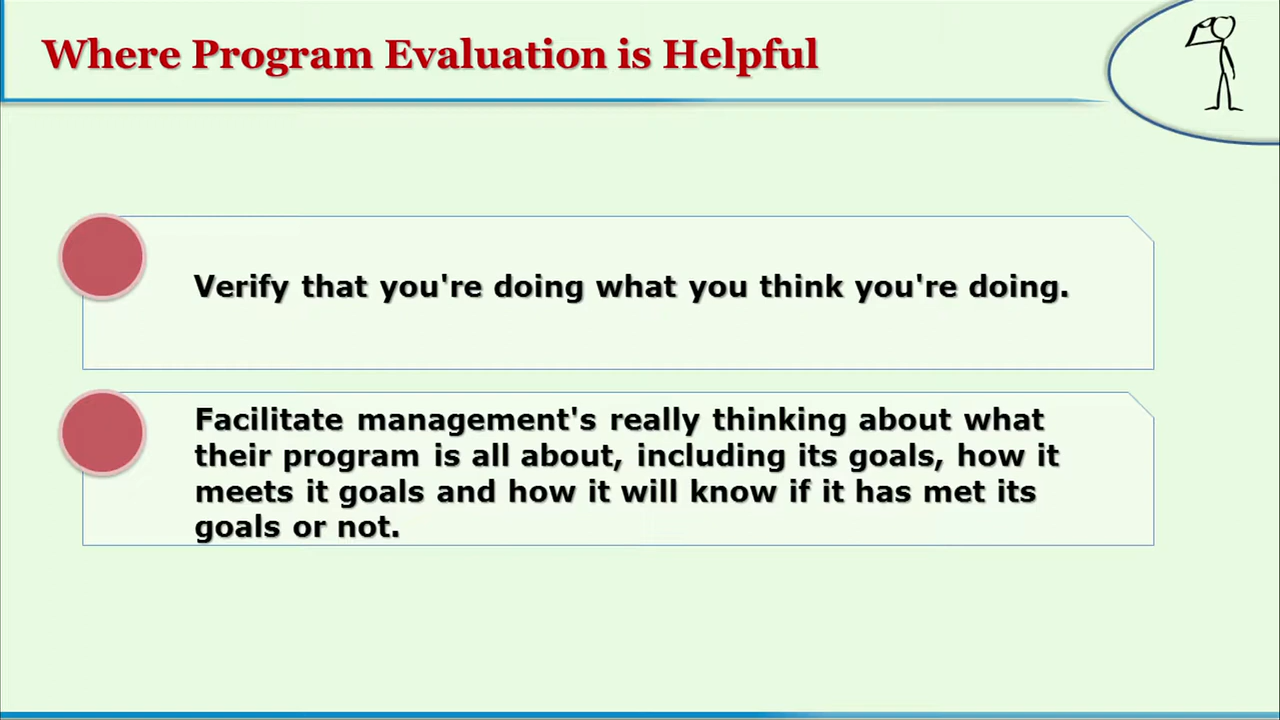 Where Program Evaluation is Helpful
Verify that you're doing what you think you're doing.
Facilitate management's really thinking about what
their program is all about, including its goals, how it
meets it goals and how it will know if it has met its
goals or not.